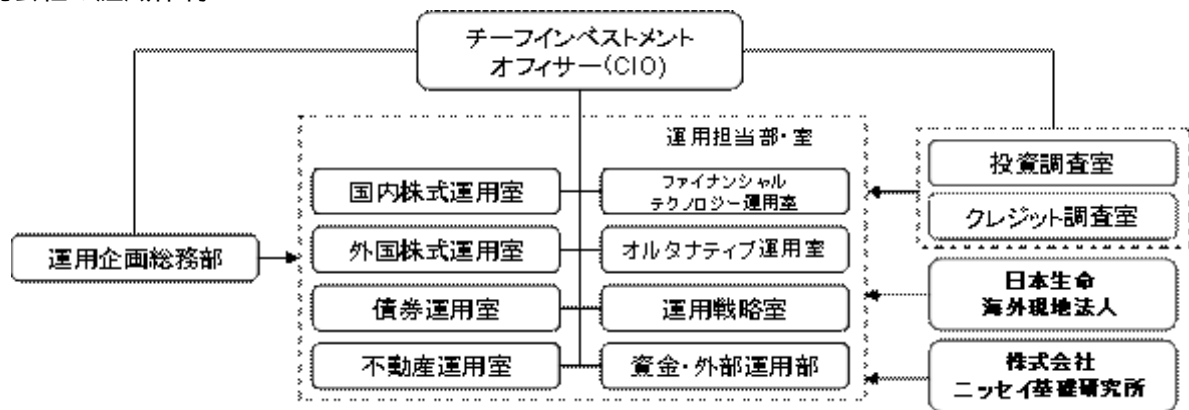 チーフインベストメント
オフィサー(CIO)
運用担当部・室
国内株式運用室
ファイナンシャル
テクノロジー運用室
投資調査室
クレジット調査室
運用企画総務部
外国株式運用室
オルタナティブ運用室
債券運用室
運用戦略室
日本生命
海外現地法人
不動産運用室
資金・外部運用部
株式会社
ニッセイ基礎研究所